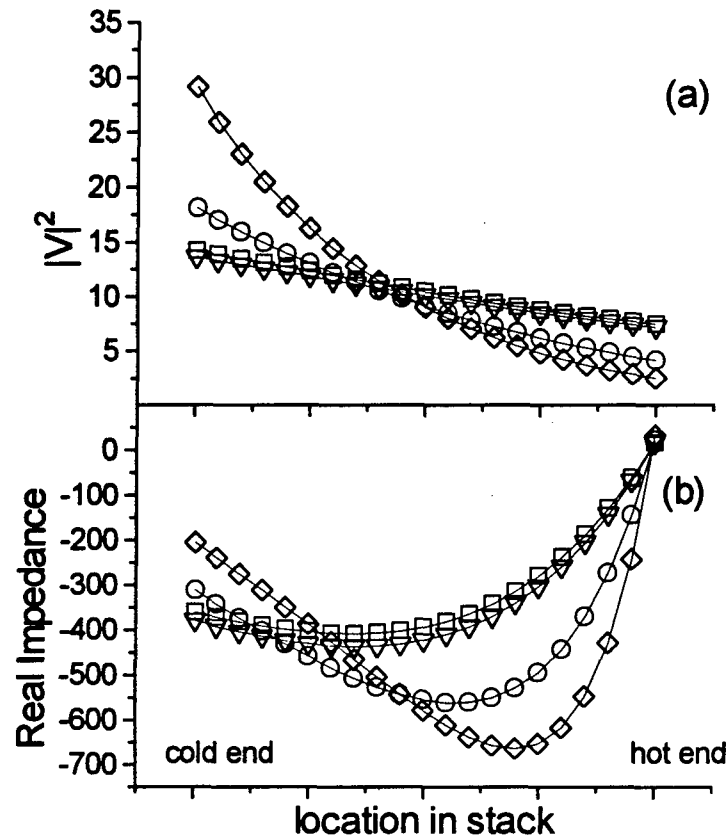 35
30
(a)
25
20
|V|²
15
10
5
0
-100
(b)
-200
-300
Real Impedance
-400
-500
-600
-700
cold end
hot end
location in stack